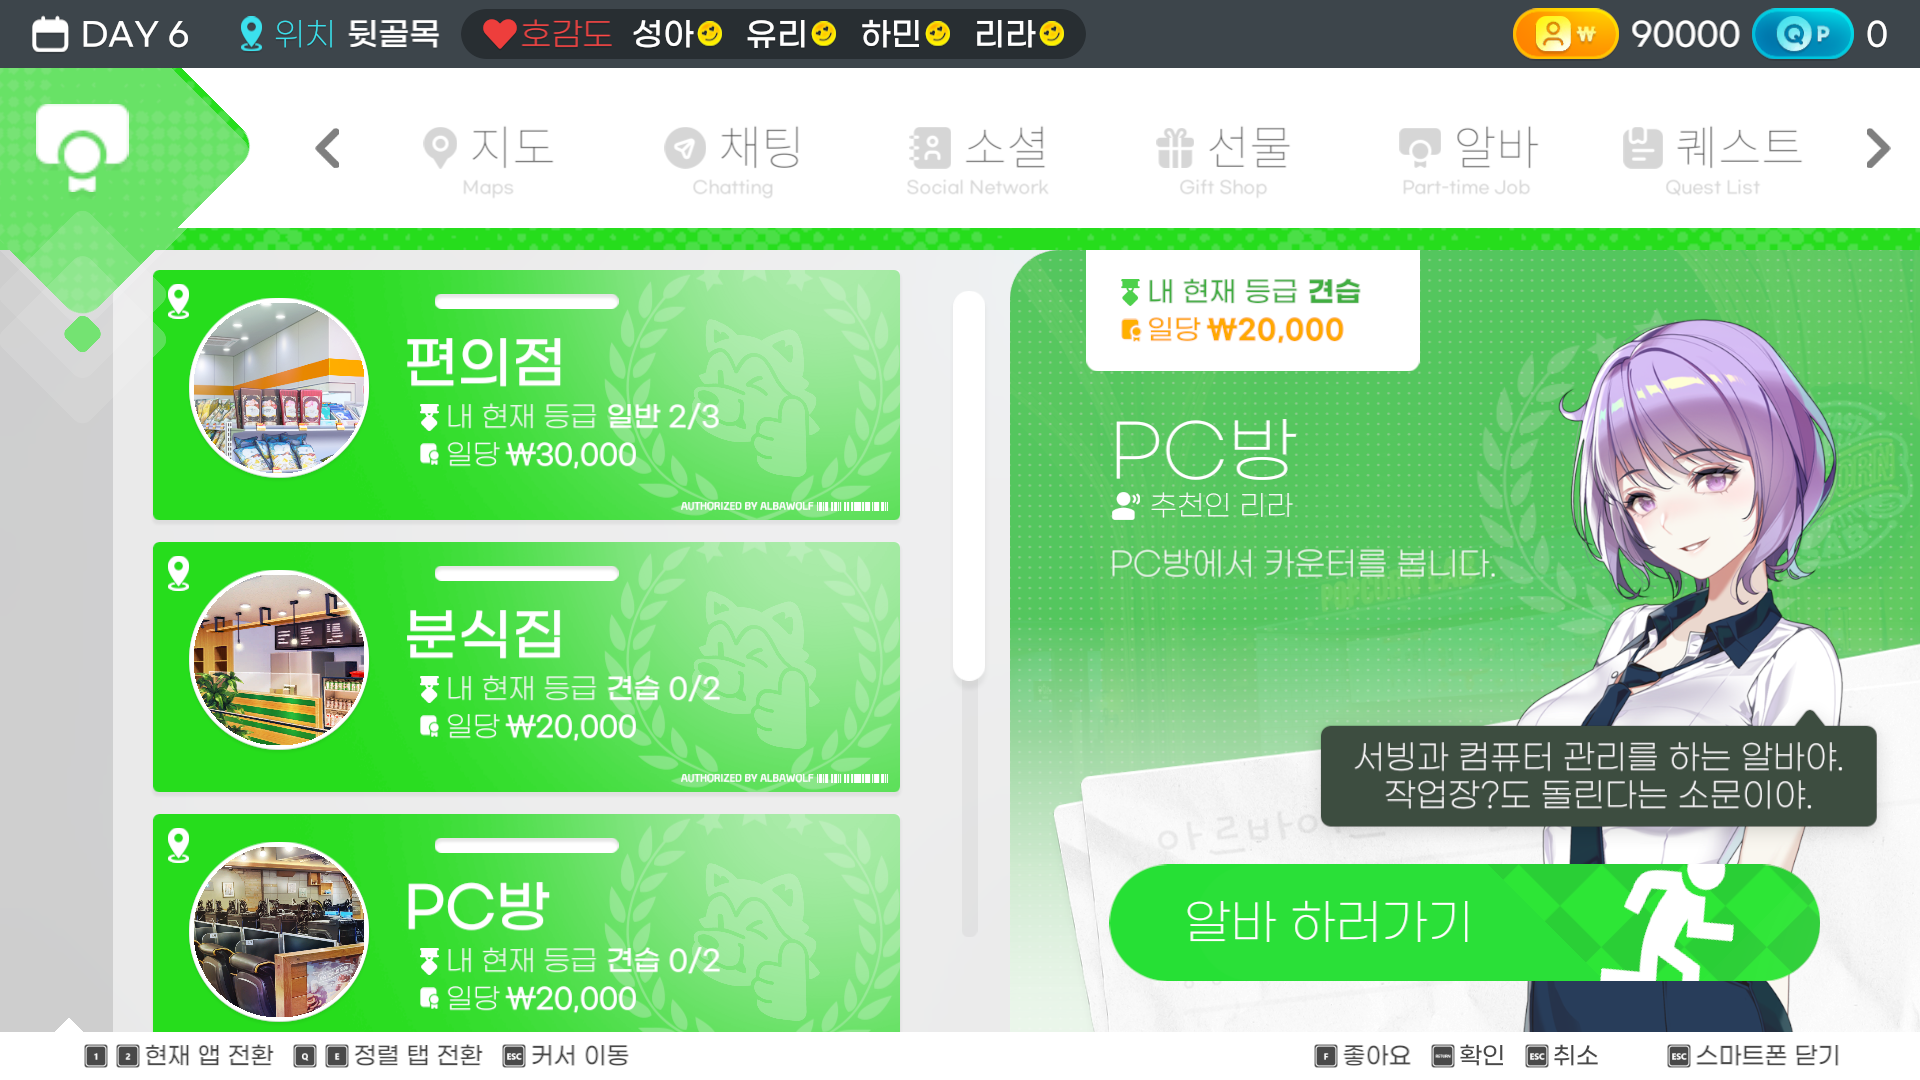 DAY 6 위치 뒷골목 호감도 성아 유리 하민 리라 ₩ 90000 Q P 0
지도 채팅 소셜 선물 알바 퀘스트
Maps Chatting Social Network Gift Shop Part-time Job Quest List
편의점
내 현재 등급 일반 2/3
일당 ₩30,000
AUTHORIZED BY ALBAWOLF
분식집
내 현재 등급 견습 0/2
일당 ₩20,000
AUTHORIZED BY ALBAWOLF
PC방
내 현재 등급 견습 0/2
일당 ₩20,000
내 현재 등급 견습
일당 ₩20,000
PC방
추천인 리라
PC방에서 카운터를 봅니다.
서빙과 컴퓨터 관리를 하는 알바야.
작업장?도 돌린다는 소문이야.
알바 하러가기
1 2 현재 앱 전환 Q E 정렬 탭 전환 ESC 커서 이동 F 좋아요 RETURN 확인 ESC 취소 ESC 스마트폰 닫기